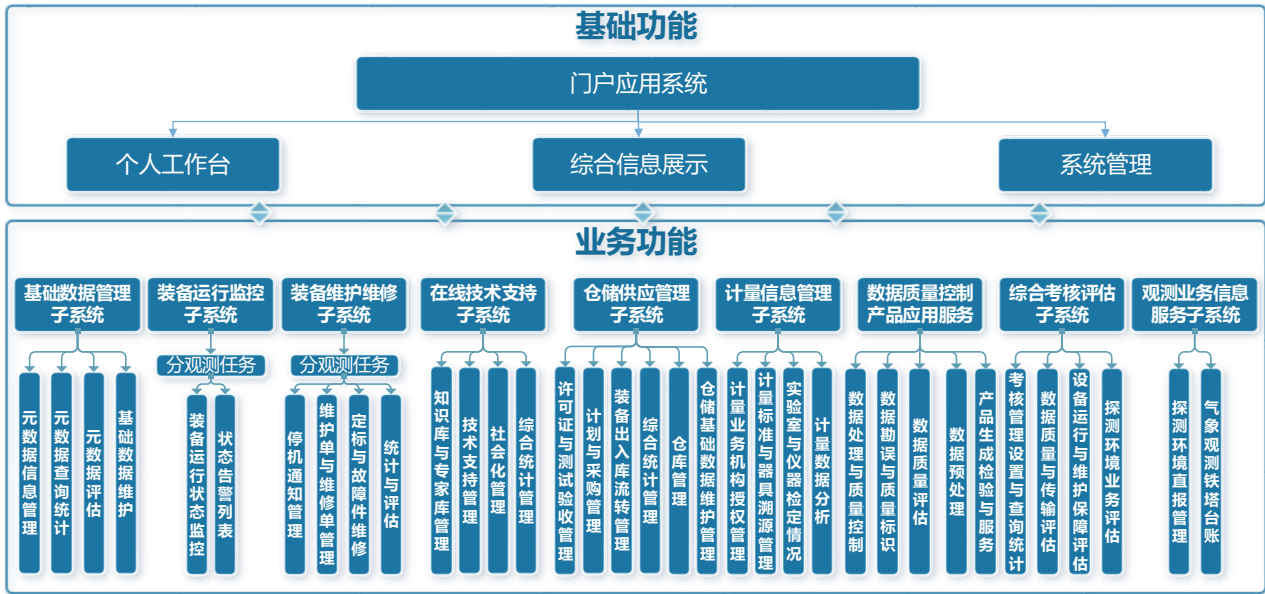 基础功能
门户应用系统
个人工作台
综合信息展示
系统管理
业务功能
基础数据管理
子系统
元数据信息管理
元数据查询统计
元数据评估
基础数据维护
装备运行监控
子系统
分观测任务
装备运行状态监控
状态告警列表
装备维护维修
子系统
分观测任务
停机通知管理
维护单与维修单管理
定标与故障件维修
统计与评估
在线技术支持
子系统
知识库与专家库管理
技术支持管理
社会化管理
综合统计管理
仓储供应管理
子系统
许可证与测试验收管理
计划与采购管理
装备出入库流转管理
综合统计管理
仓库管理
仓储基础数据维护管理
计量信息管理
子系统
计量业务机构授权管理
计量标准与器具溯源管理
实验室与仪器检定情况
计量数据分析
数据质量控制
产品应用服务
数据处理与质量控制
数据勘误与质量标识
数据质量评估
数据预处理
产品生成检验与服务
综合考核评估
子系统
考核管理设置与查询统计
数据质量与传输评估
设备运行与维护保障评估
探测环境业务评估
观测业务信息
服务子系统
探测环境直报管理
气象观测铁塔台账